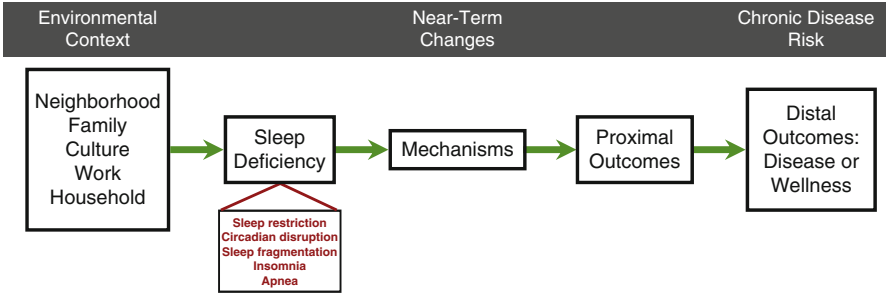 Environmental
Context
Near-Term
Changes
Chronic Disease
Risk
Neighborhood
Family
Culture
Work
Household
Sleep
Deficiency
Mechanisms
Proximal
Outcomes
Distal
Outcomes:
Disease or
Wellness
Sleep restriction
Circadian disruption
Sleep fragmentation
Insomnia
Apnea